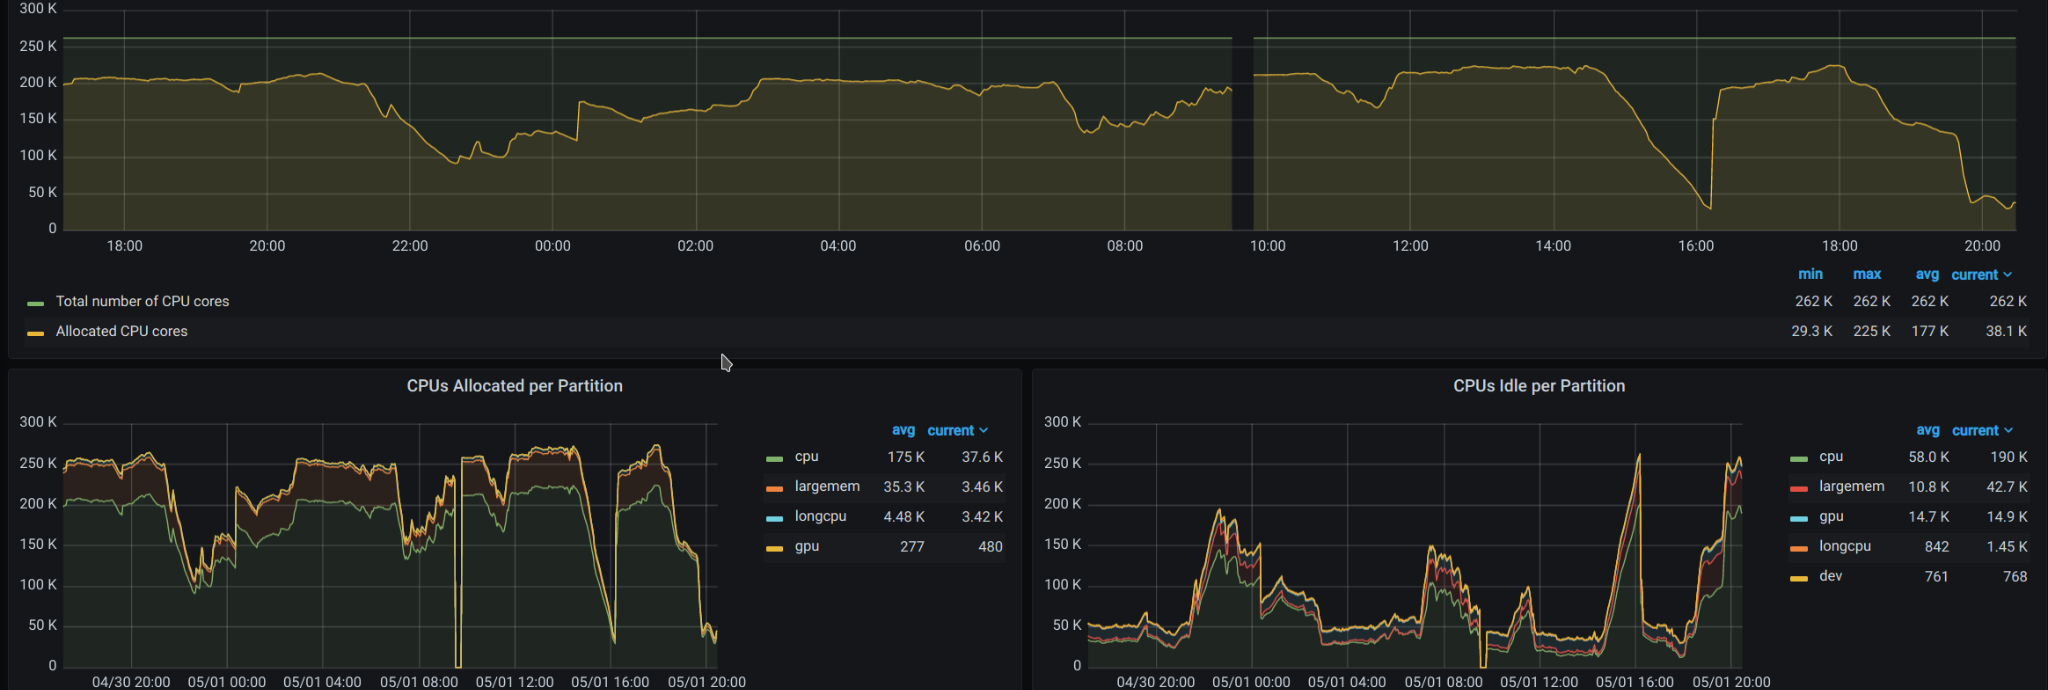 300 K
250 K
200 K
150 K
100 K
50 K
0
18:00 20:00 22:00 00:00 02:00 04:00 06:00 08:00 10:00 12:00 14:00 16:00 18:00 20:00
min max avg current
Total number of CPU cores 262 K 262 K 262 K 262 K
Allocated CPU cores 29.3 K 225 K 177 K 38.1 K
CPUs Allocated per Partition
300 K
250 K
200 K
150 K
100 K
50 K
0
04/30 20:00 05/01 00:00 05/01 04:00 05/01 08:00 05/01 12:00 05/01 16:00 05/01 20:00
avg current
cpu 175 K 37.6 K
largemem 35.3 K 3.46 K
longcpu 4.48 K 3.42 K
gpu 277 480
CPUs Idle per Partition
300 K
250 K
200 K
150 K
100 K
50 K
0
04/30 20:00 05/01 00:00 05/01 04:00 05/01 08:00 05/01 12:00 05/01 16:00 05/01 20:00
avg current
cpu 58.0 K 190 K
largemem 10.8 K 42.7 K
gpu 14.7 K 14.9 K
longcpu 842 1.45 K
dev 761 768